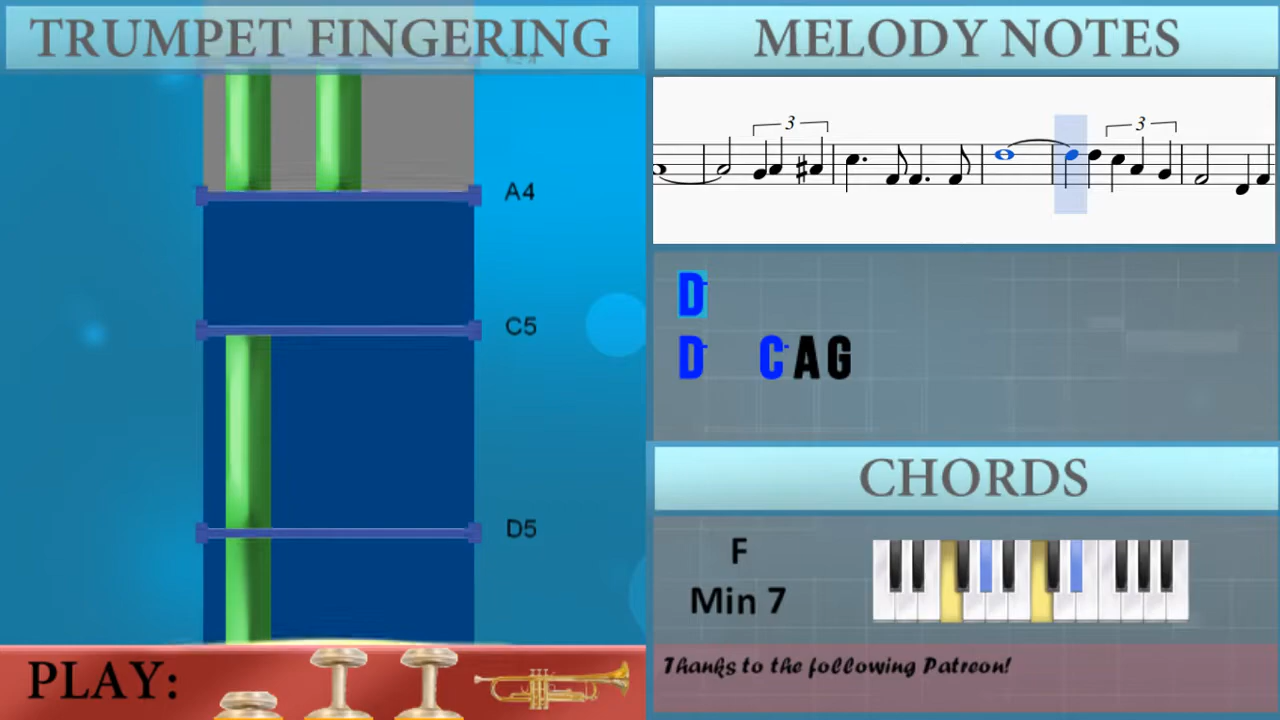 TRUMPET FINGERING
A4
C5
D5
PLAY:
MELODY NOTES
3
3
D
D C A G
CHORDS
F
Min 7
Thanks to the following Patreon!